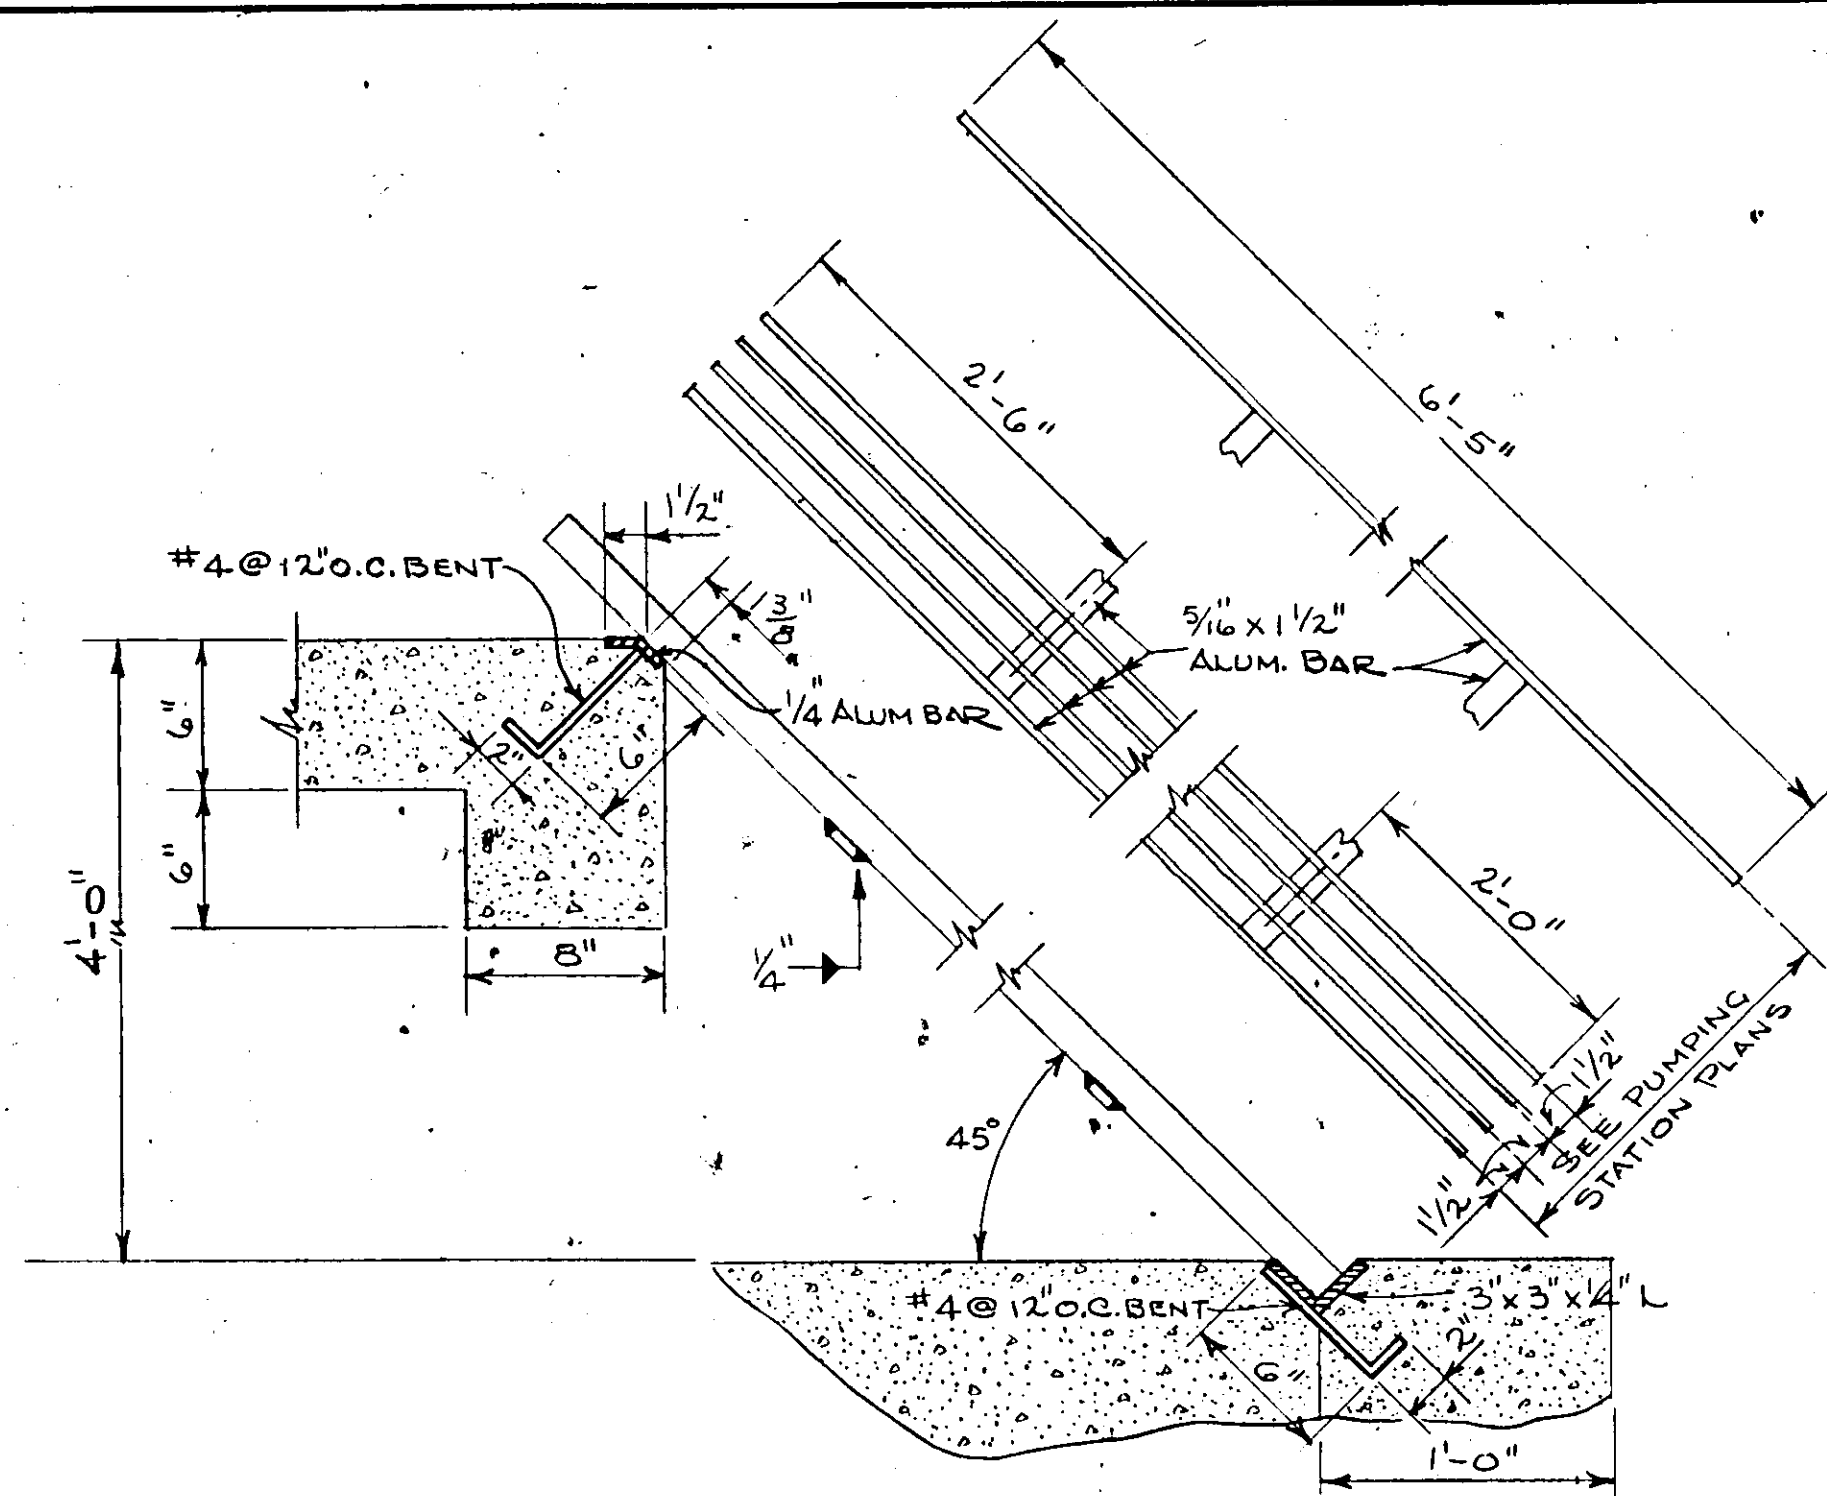 6'-5"
2'-6"
1 1/2"
#4 @ 12" O.C. BENT
3/8"
5/16" X 1 1/2"
ALUM. BAR
1/4" ALUM BAR
6"
2"
6"
6"
4'-0"
8"
1/4"
2'-0"
45°
1 1/2"
1 1/2"
SEE PUMPING
STATION PLANS
#4 @ 12" O.C. BENT
3" x 3" x 1/4" L
2"
6"
1'-0"